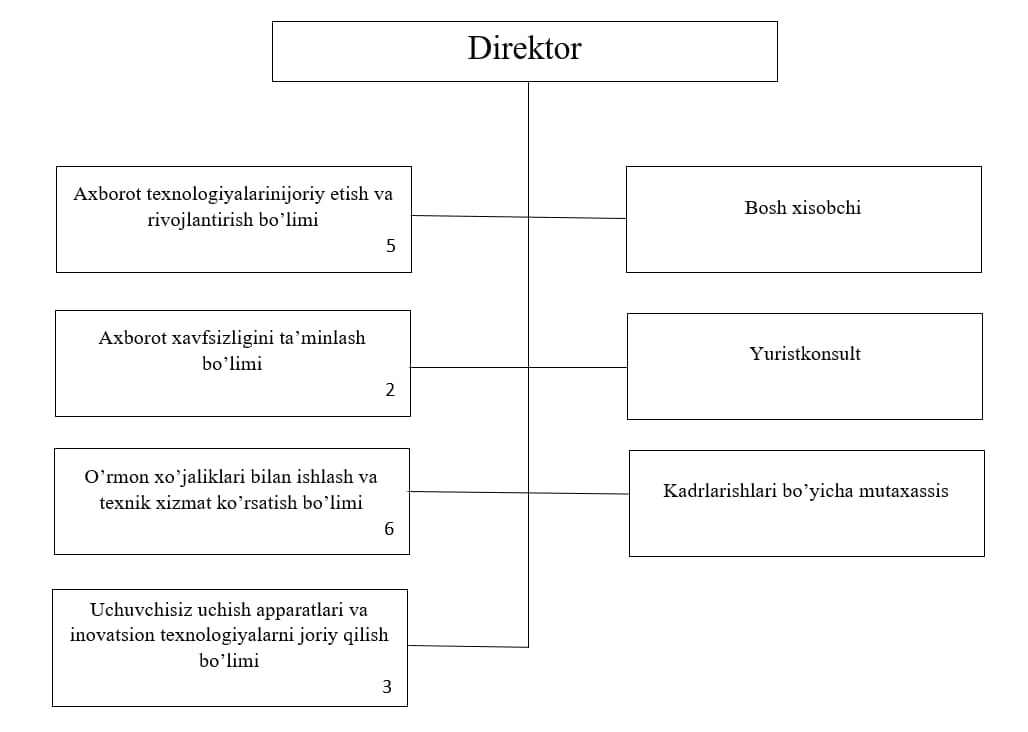 Direktor
Axborot texnologiyalarinijoriy etish va
rivojlantirish bo’limi
5
Bosh xisobchi
Axborot xavfsizligini ta’minlash
bo’limi
2
Yuristkonsult
O’rmon xo’jaliklari bilan ishlash va
texnik xizmat ko’rsatish bo’limi
6
Kadrlarishlari bo’yicha mutaxassis
Uchuvchisiz uchish apparatlari va
inovatsion texnologiyalarni joriy qilish
bo’limi
3